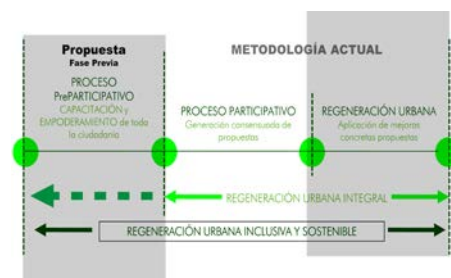 Propuesta
Fase Previa
METODOLOGÍA ACTUAL
PROCESO
PrePARTICIPATIVO
CAPACITACIÓN y
EMPODERAMIENTO de toda
la ciudadanía
PROCESO PARTICIPATIVO
Generación consensuada de
propuestas
REGENERACIÓN URBANA
Aplicación de mejoras
concretas propuestas
REGENERACIÓN URBANA INTEGRAL
REGENERACIÓN URBANA INCLUSIVA Y SOSTENIBLE